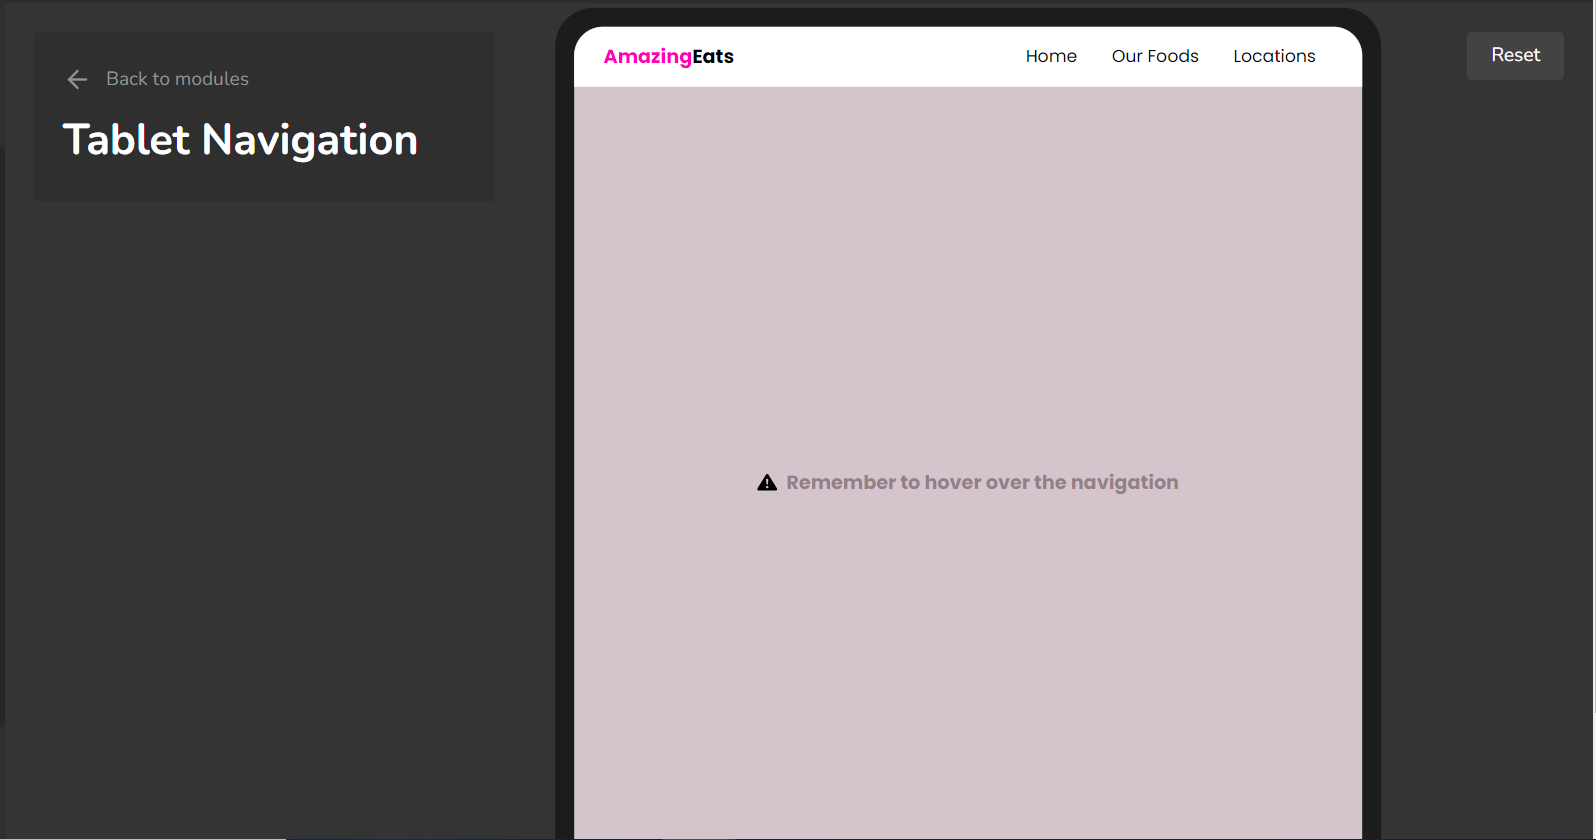 Back to modules
Tablet Navigation
AmazingEats
Home Our Foods Locations
Reset
Remember to hover over the navigation